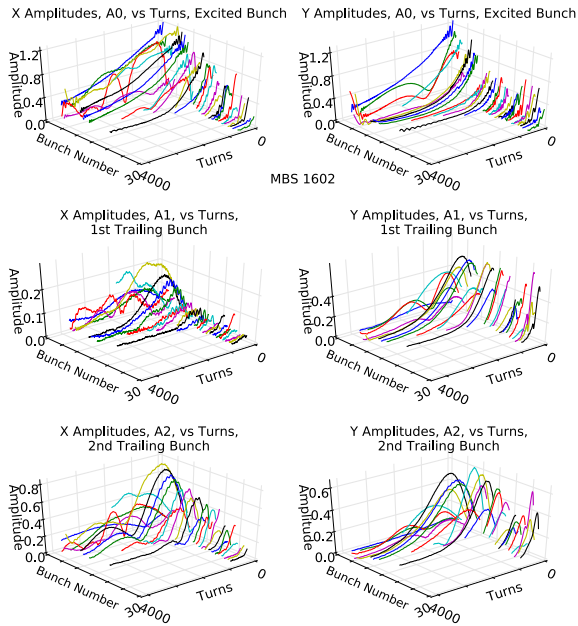 X Amplitudes, A0, vs Turns, Excited Bunch
1.2
0.8
0.4
0.0
Amplitude
Bunch Number
30
4000
Turns
0
Y Amplitudes, A0, vs Turns, Excited Bunch
1.2
0.8
0.4
0.0
Amplitude
Bunch Number
30
4000
Turns
0
MBS 1602
X Amplitudes, A1, vs Turns,
1st Trailing Bunch
0.2
0.1
0.0
Amplitude
Bunch Number
30
4000
Turns
0
Y Amplitudes, A1, vs Turns,
1st Trailing Bunch
0.4
0.2
0.0
Amplitude
Bunch Number
30
4000
Turns
0
X Amplitudes, A2, vs Turns,
2nd Trailing Bunch
0.8
0.6
0.4
0.2
0.0
Amplitude
Bunch Number
30
4000
Turns
0
Y Amplitudes, A2, vs Turns,
2nd Trailing Bunch
0.6
0.4
0.2
0.0
Amplitude
Bunch Number
30
4000
Turns
0